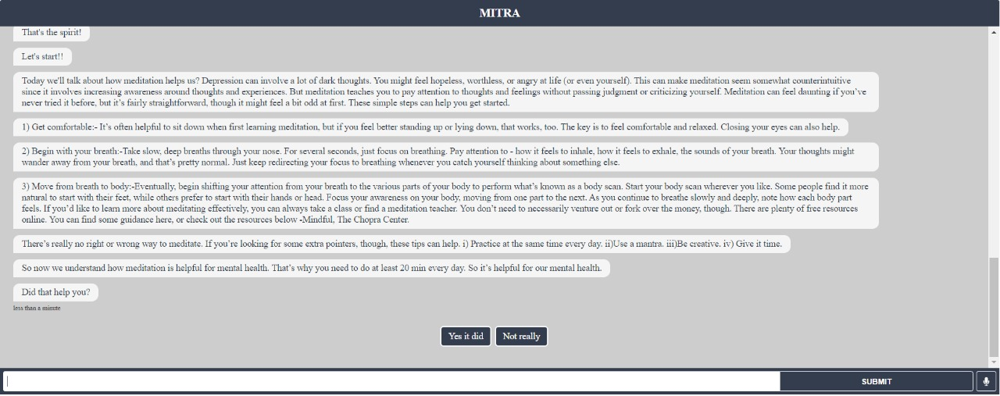 MITRA
That's the spirit!
Let's start!!
Today we'll talk about how meditation helps us? Depression can involve a lot of dark thoughts. You might feel hopeless, worthless, or angry at life (or even yourself). This can make meditation seem somewhat counterintuitive
since it involves increasing awareness around thoughts and experiences. But meditation teaches you to pay attention to thoughts and feelings without passing judgment or criticizing yourself. Meditation can feel daunting if you've
never tried it before, but it's fairly straightforward, though it might feel a bit odd at first. These simple steps can help you get started.
1) Get comfortable:- It's often helpful to sit down when first learning meditation, but if you feel better standing up or lying down, that works, too. The key is to feel comfortable and relaxed. Closing your eyes can also help.
2) Begin with your breath:-Take slow, deep breaths through your nose. For several seconds, just focus on breathing. Pay attention to - how it feels to inhale, how it feels to exhale, the sounds of your breath. Your thoughts might
wander away from your breath, and that's pretty normal. Just keep redirecting your focus to breathing whenever you catch yourself thinking about something else.
3) Move from breath to body:-Eventually, begin shifting your attention from your breath to the various parts of your body to perform what's known as a body scan. Start your body scan wherever you like. Some people find it more
natural to start with their feet, while others prefer to start with their hands or head. Focus your awareness on your body, moving from one part to the next. As you continue to breathe slowly and deeply, note how each body part
feels. If you'd like to learn more about meditating effectively, you can always take a class or find a meditation teacher. You don't need to necessarily venture out or fork over the money, though. There are plenty of free resources
online. You can find some guidance here, or check out the resources below -Mindful, The Chopra Center.
There's really no right or wrong way to meditate. If you're looking for some extra pointers, though, these tips can help. i) Practice at the same time every day. ii)Use a mantra. iii)Be creative. iv) Give it time.
So now we understand how meditation is helpful for mental health. That's why you need to do at least 20 min every day. So it's helpful for our mental health.
Did that help you?
less than a minute
Yes it did Not really
SUBMIT